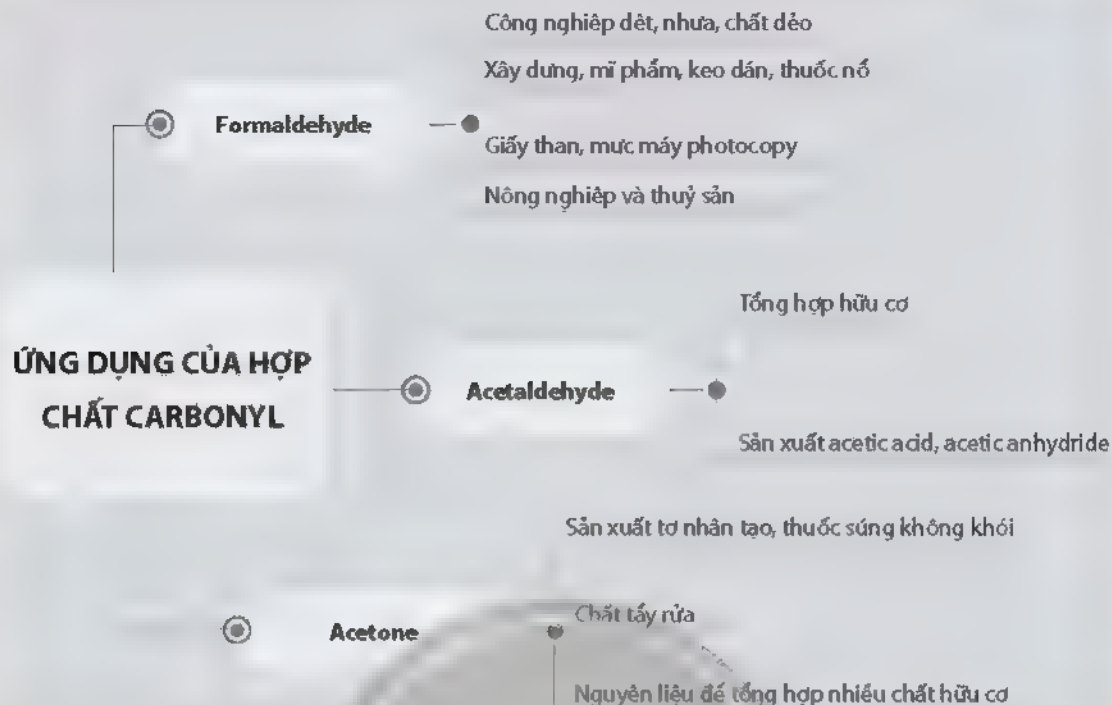 Công nghiệp dệt, nhựa, chất dẻo
Xây dựng, mĩ phẩm, keo dán, thuốc nổ
Formaldehyde
Giấy than, mực máy photocopy
Nông nghiệp và thuỷ sản
Tổng hợp hữu cơ
ỨNG DỤNG CỦA HỢP
CHẤT CARBONYL
Acetaldehyde
Sản xuất acetic acid, acetic anhydride
Sản xuất tơ nhân tạo, thuốc súng không khói
Acetone
Chất tẩy rửa
Nguyên liệu để tổng hợp nhiều chất hữu cơ